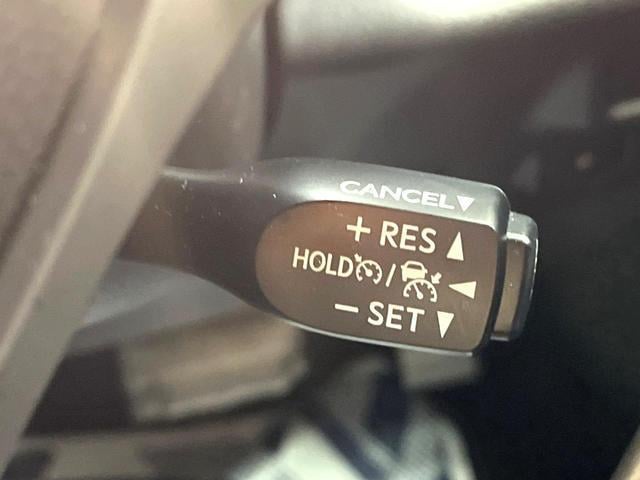 CANCEL▼
+ RES ▲
HOLD / ◀
− SET ▼